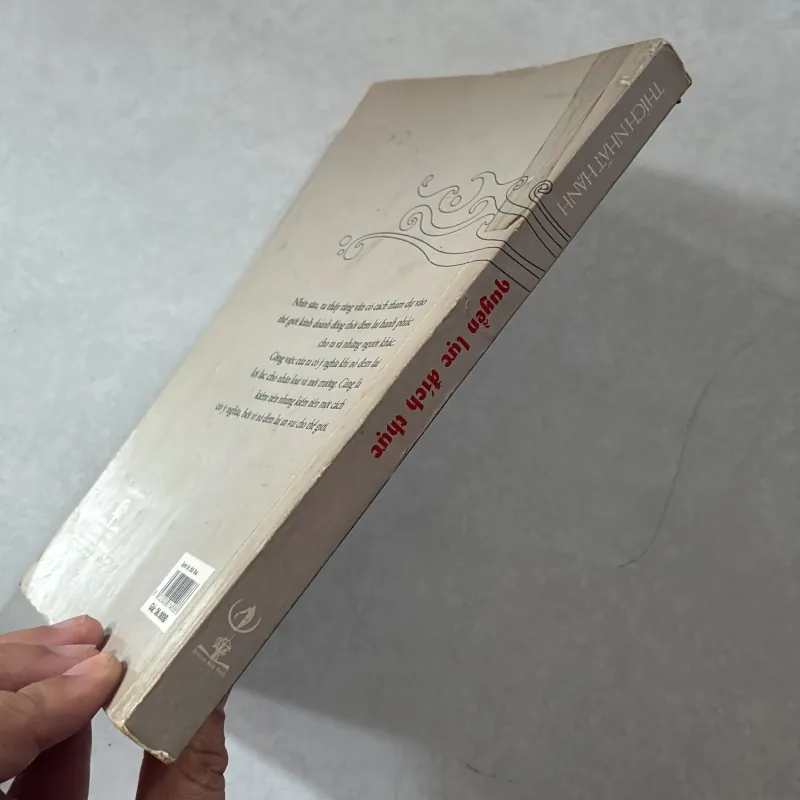 THÍCH NHẤT HẠNH
quyền lực đích thực
Nhìn sâu, ta thấy rằng vẫn có cách tham dự vào
thế giới kinh doanh đồng thời đem lại hạnh phúc
cho ta và những người khác.
Công việc của ta có ý nghĩa khi nó đem lại
lợi lạc cho nhân loại và môi trường. Cũng là
kiếm tiền nhưng kiếm tiền một cách
có ý nghĩa, bởi vì nó đem lại an vui cho thế giới.